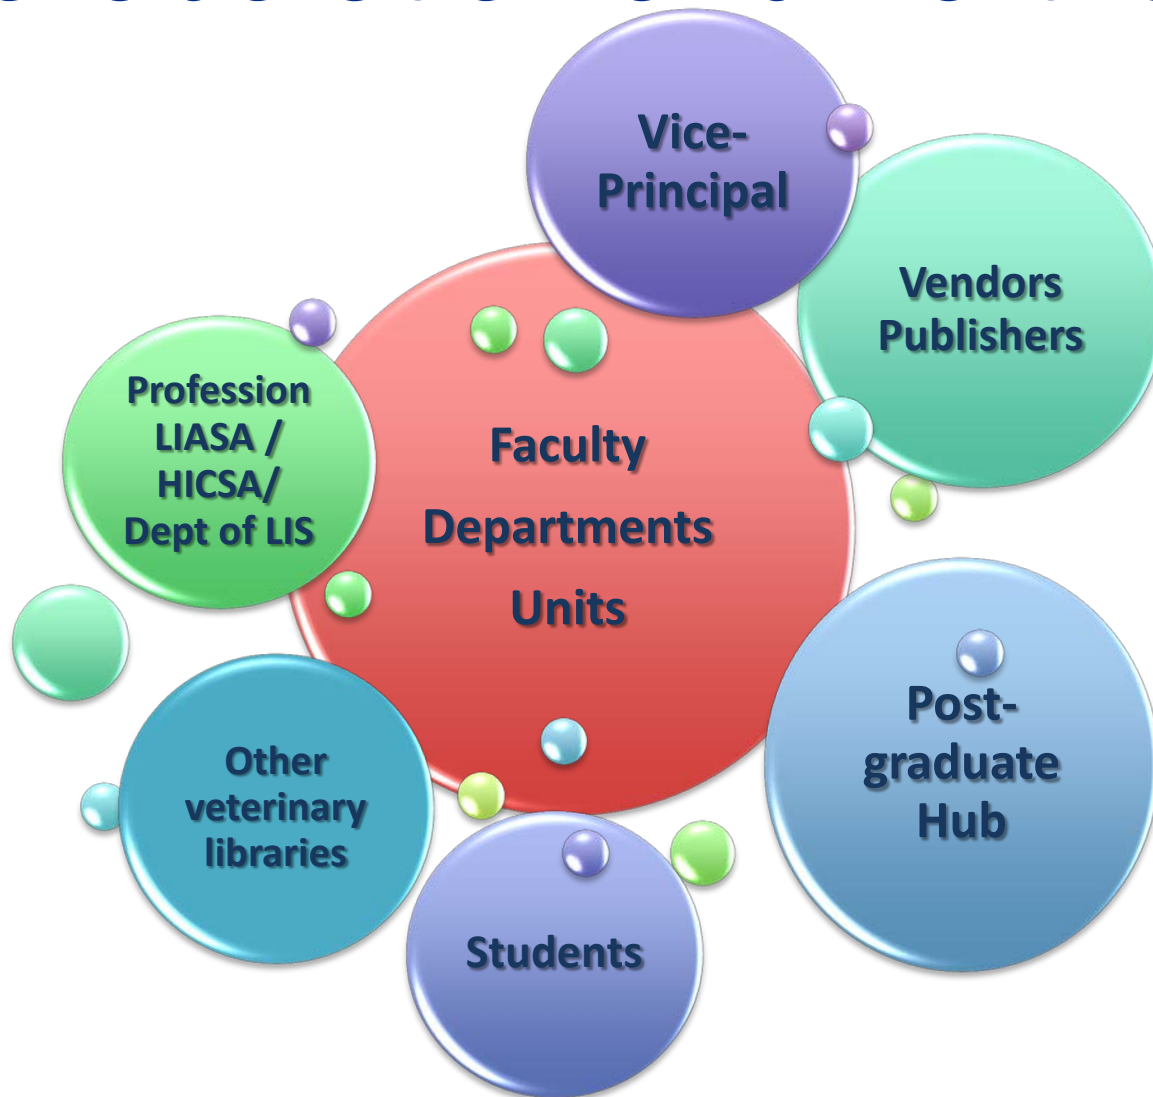 Vice-
Principal
Vendors
Publishers
Profession
LIASA /
HICSA/
Dept of LIS
Faculty
Departments
Units
Post-
graduate
Hub
Other
veterinary
libraries
Students